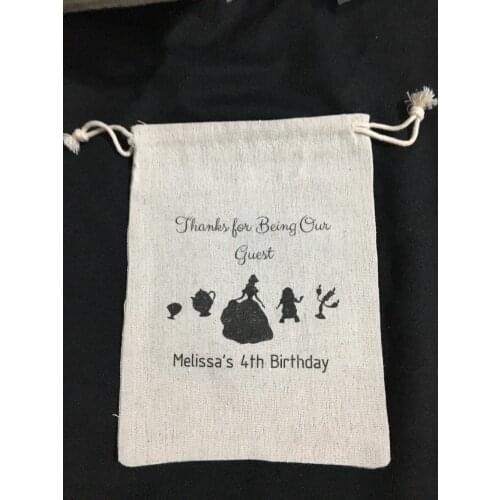 Thanks for Being Our
Guest
Melissa's 4th Birthday